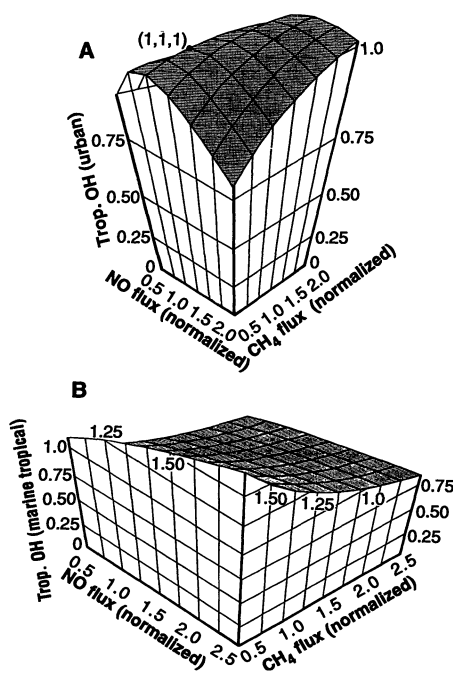 A
(1,1,1)
1.0
0.75
0.75
0.50
0.50
0.25
0.25
0
0
Trop. OH (urban)
0.5 1.0 1.5 2.0
NO flux (normalized)
0.5 1.0 1.5 2.0
CH4 flux (normalized)
B
1.0
1.25
1.50
1.50
1.25
1.0
0.75
0.75
0.50
0.50
0.25
0.25
0
Trop. OH (marine tropical)
0.5 1.0 1.5 2.0 2.5
NO flux (normalized)
0.5 1.0 1.5 2.0 2.5
CH4 flux (normalized)